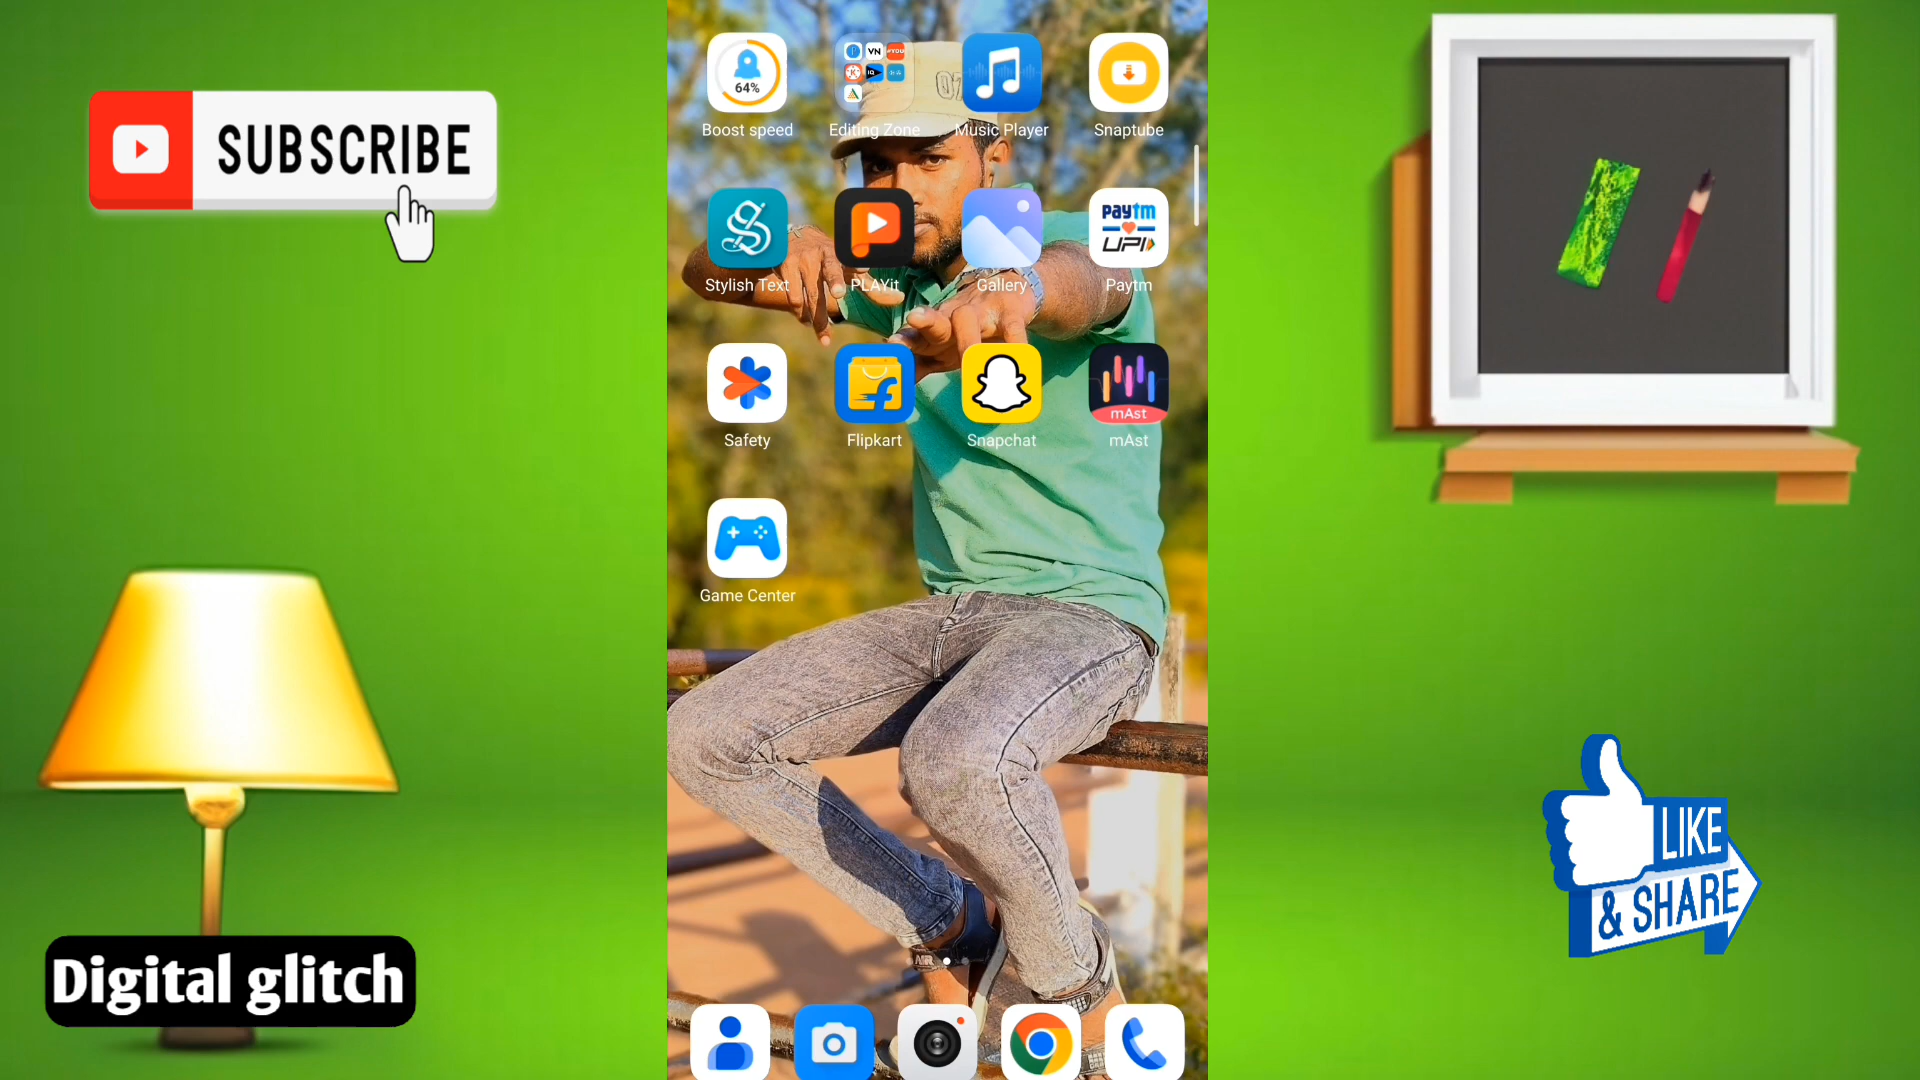 SUBSCRIBE
64%
VN
Boost speed
Editing Zone
Music Player
Snaptube
paytm
UPI
Stylish Text
PLAYit
Gallery
Paytm
mAst
Safety
Flipkart
Snapchat
mAst
Game Center
LIKE
& SHARE
Digital glitch